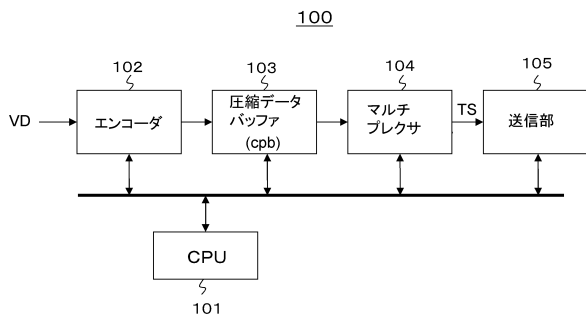 100
102
103
104
105
VD
エンコーダ
圧縮データ
バッファ
(cpb)
マルチ
プレクサ
TS
送信部
CPU
101